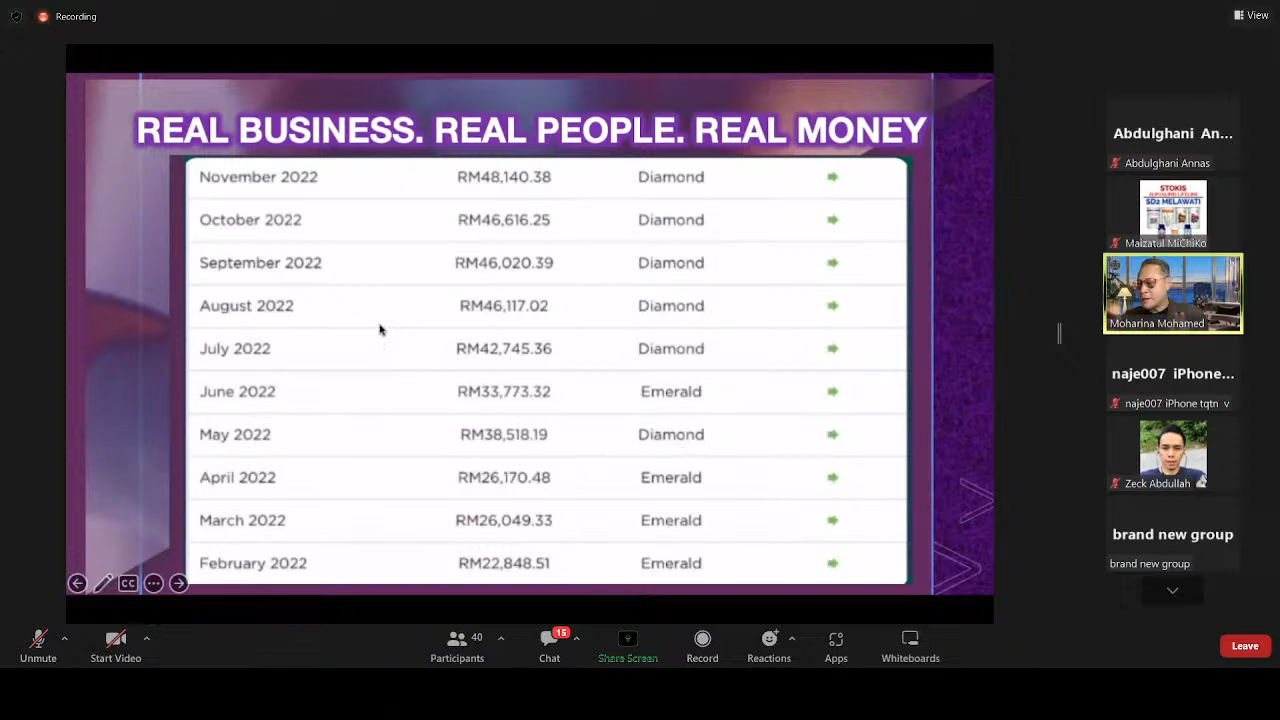 Recording
View
REAL BUSINESS. REAL PEOPLE. REAL MONEY
November 2022 RM48,140.38 Diamond
October 2022 RM46,616.25 Diamond
September 2022 RM46,020.39 Diamond
August 2022 RM46,117.02 Diamond
July 2022 RM42,745.36 Diamond
June 2022 RM33,773.32 Emerald
May 2022 RM38,518.19 Diamond
April 2022 RM26,170.48 Emerald
March 2022 RM26,049.33 Emerald
February 2022 RM22,848.51 Emerald
CC
Abdulghani An...
Abdulghani Annas
STOKIS
SD2 MELAWATI
Maizatul MiChiKo
Moharina Mohamed
naje007 iPhone...
naje007 iPhone tqtn v
Zeck Abdullah
brand new group
brand new group
Unmute
Start Video
40
Participants
15
Chat
Share Screen
Record
Reactions
Apps
Whiteboards
Leave